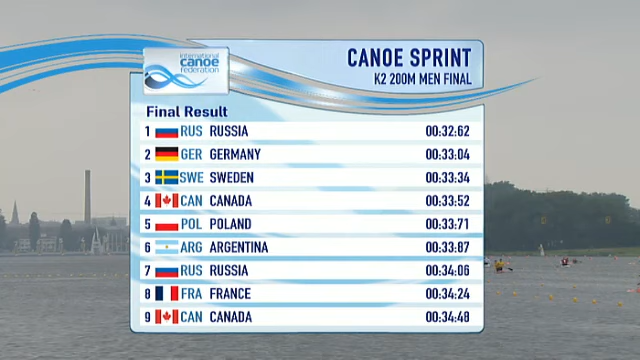 international
canoe
federation
CANOE SPRINT
K2 200M MEN FINAL
Final Result
1 RUS RUSSIA 00:32:62
2 GER GERMANY 00:33:04
3 SWE SWEDEN 00:33:34
4 CAN CANADA 00:33:52
5 POL POLAND 00:33:71
6 ARG ARGENTINA 00:33:87
7 RUS RUSSIA 00:34:06
8 FRA FRANCE 00:34:24
9 CAN CANADA 00:34:48